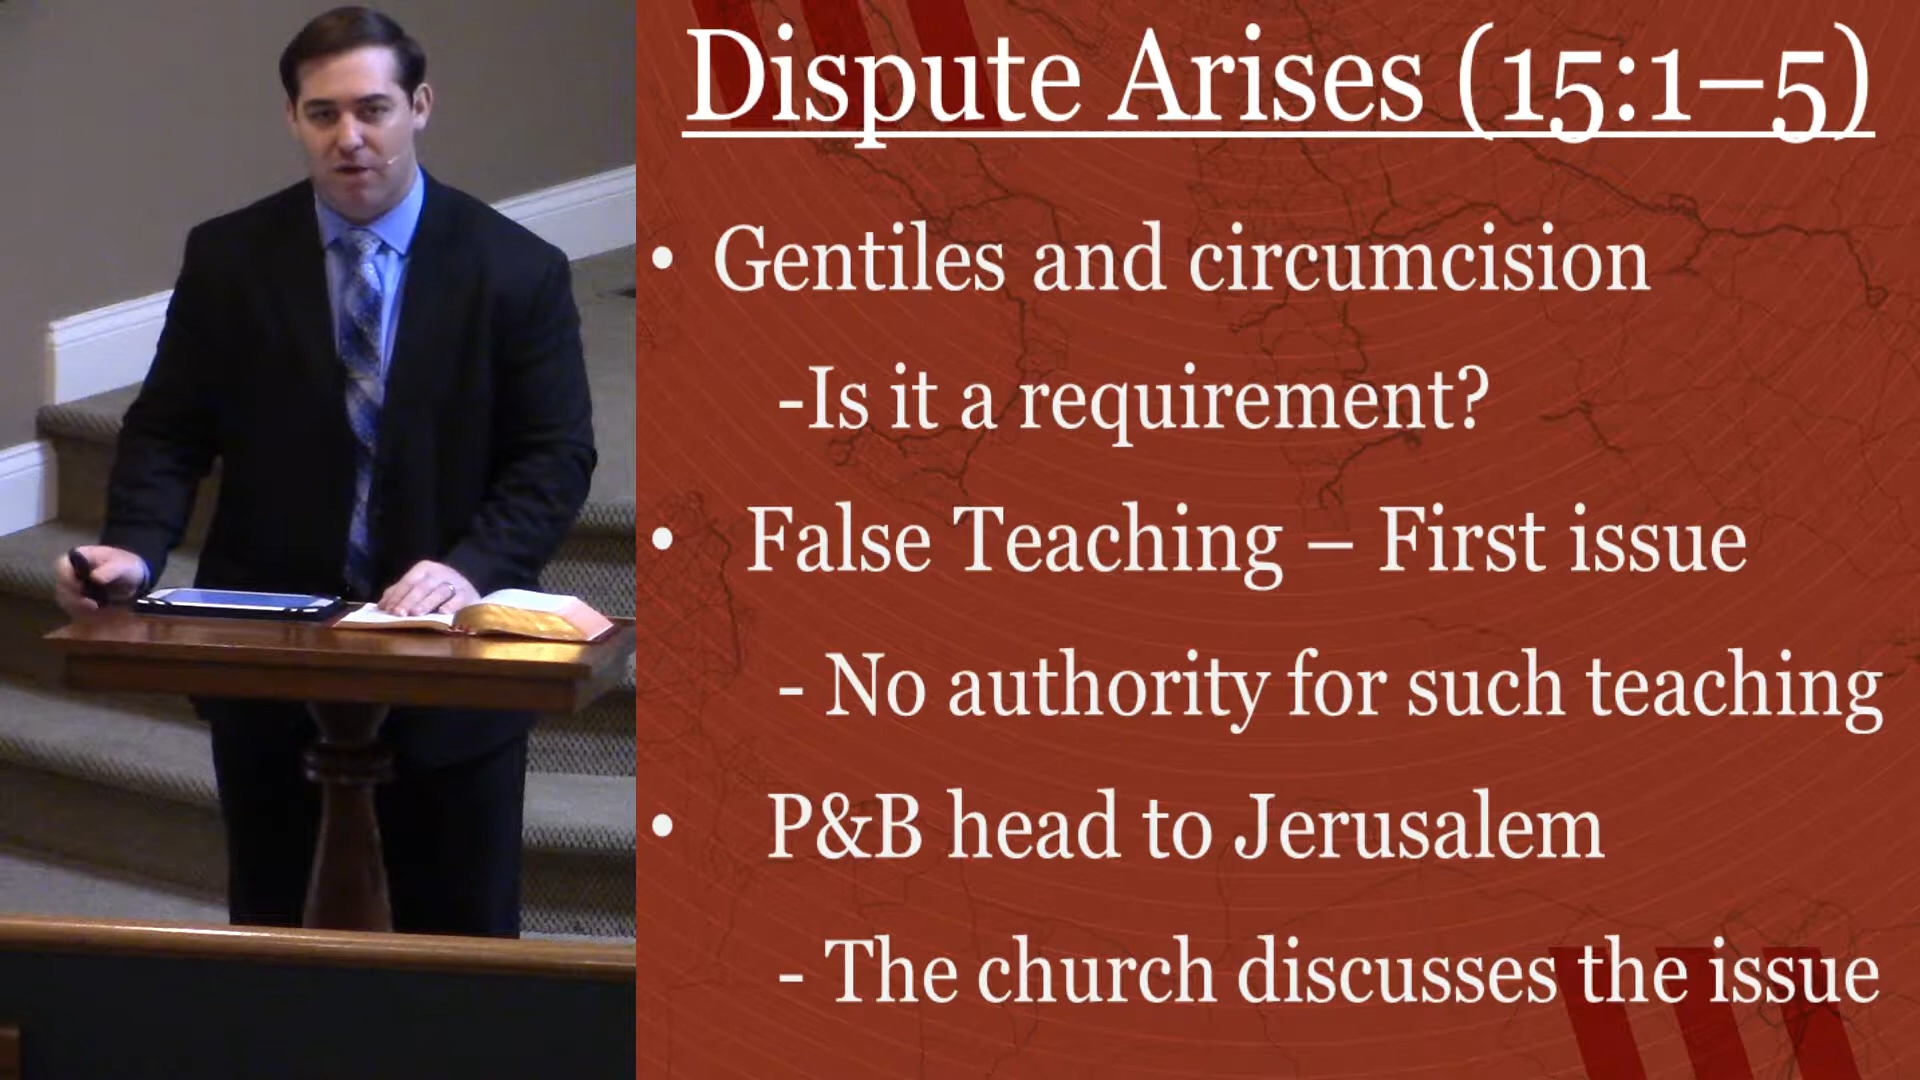 Dispute Arises (15:1–5)
• Gentiles and circumcision
-Is it a requirement?
• False Teaching – First issue
- No authority for such teaching
• P&B head to Jerusalem
- The church discusses the issue